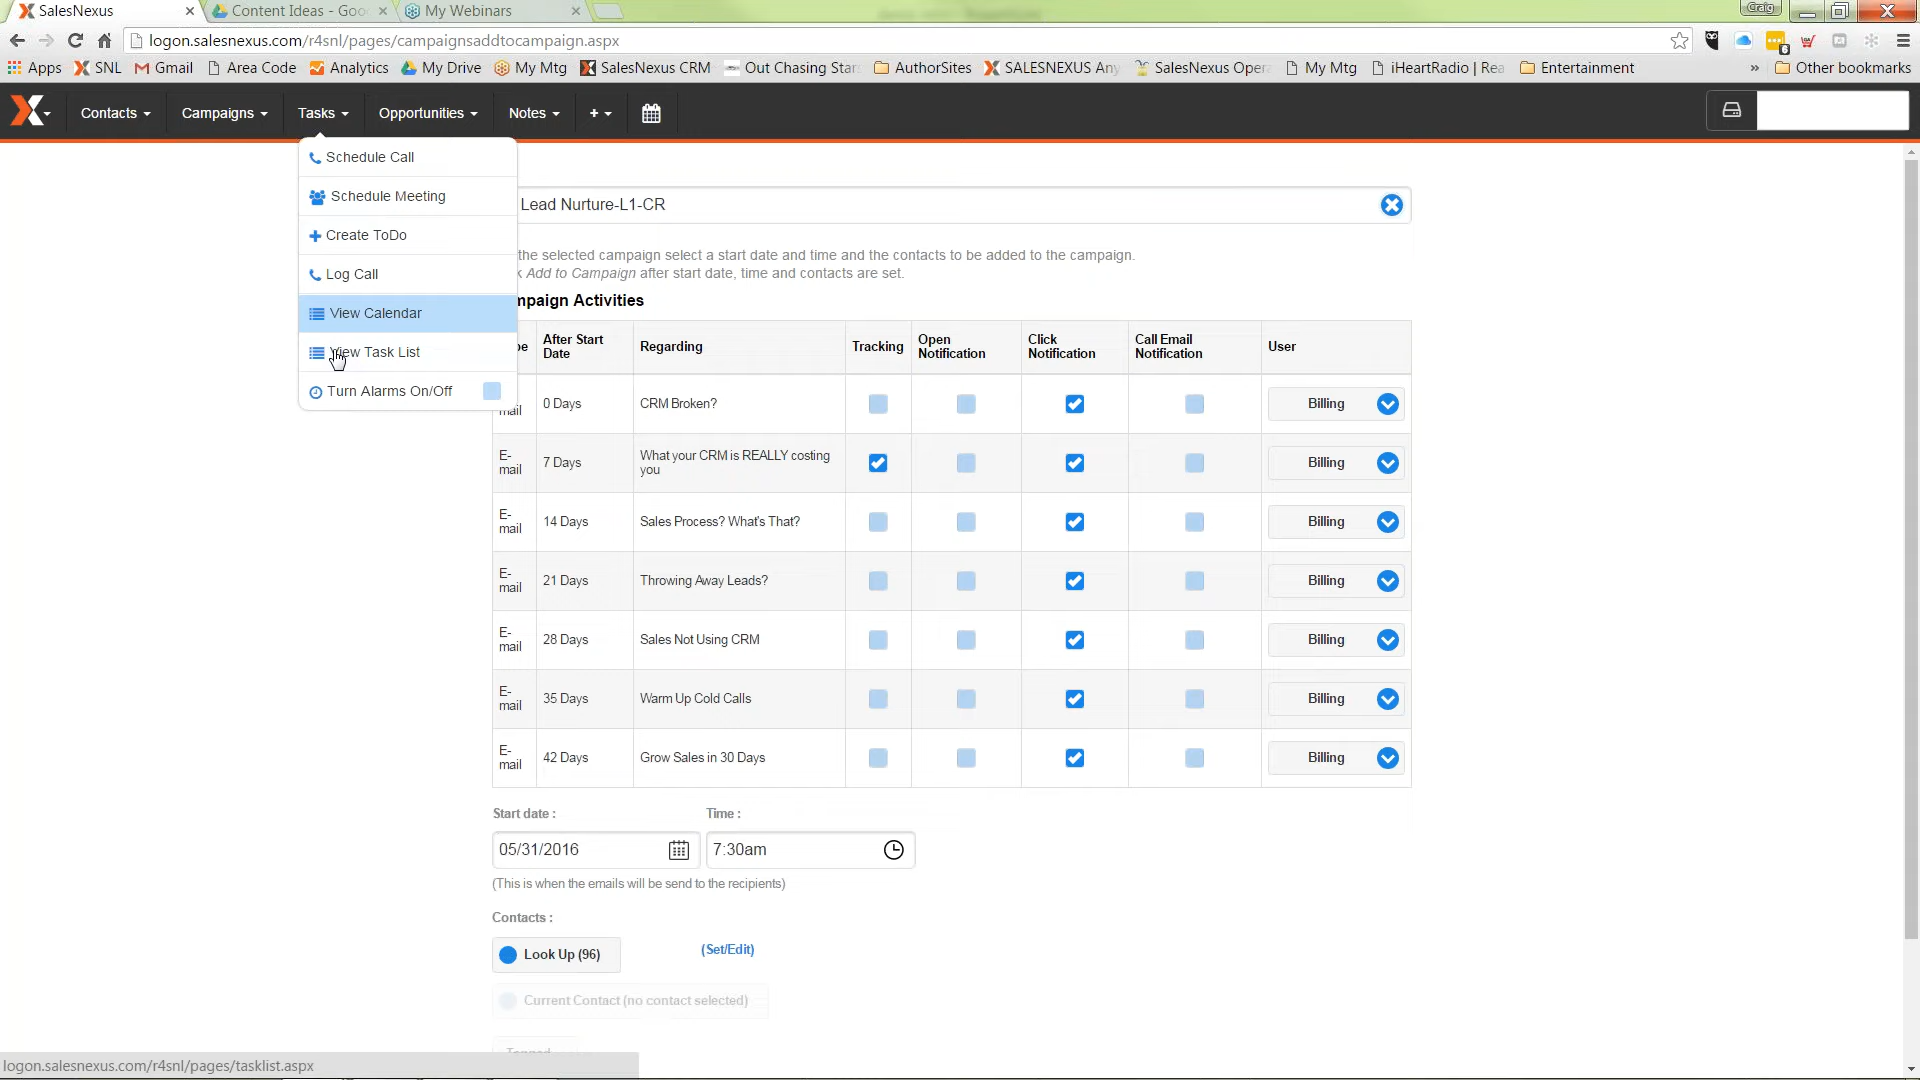 SalesNexus
Content Ideas - Goo
My Webinars
Craig
logon.salesnexus.com/r4snl/pages/campaignsaddtocampaign.aspx
6
Apps SNL Gmail Area Code Analytics My Drive My Mtg SalesNexus CRM Out Chasing Star AuthorSites SALESNEXUS Any SalesNexus Opera My Mtg iHeartRadio | Rea Entertainment » Other bookmarks
Contacts Campaigns Tasks Opportunities Notes +
Schedule Call
Schedule Meeting
Create ToDo
Log Call
View Calendar
View Task List
Turn Alarms On/Off
Lead Nurture-L1-CR
the selected campaign select a start date and time and the contacts to be added to the campaign.
k Add to Campaign after start date, time and contacts are set.
mpaign Activities
pe After Start Date Regarding Tracking Open Notification Click Notification Call Email Notification User
mail 0 Days CRM Broken? Billing
E-mail 7 Days What your CRM is REALLY costing you Billing
E-mail 14 Days Sales Process? What's That? Billing
E-mail 21 Days Throwing Away Leads? Billing
E-mail 28 Days Sales Not Using CRM Billing
E-mail 35 Days Warm Up Cold Calls Billing
E-mail 42 Days Grow Sales in 30 Days Billing
Start date : Time :
05/31/2016 7:30am
(This is when the emails will be send to the recipients)
Contacts :
Look Up (96) (Set/Edit)
Current Contact (no contact selected)
Tagged
logon.salesnexus.com/r4snl/pages/tasklist.aspx